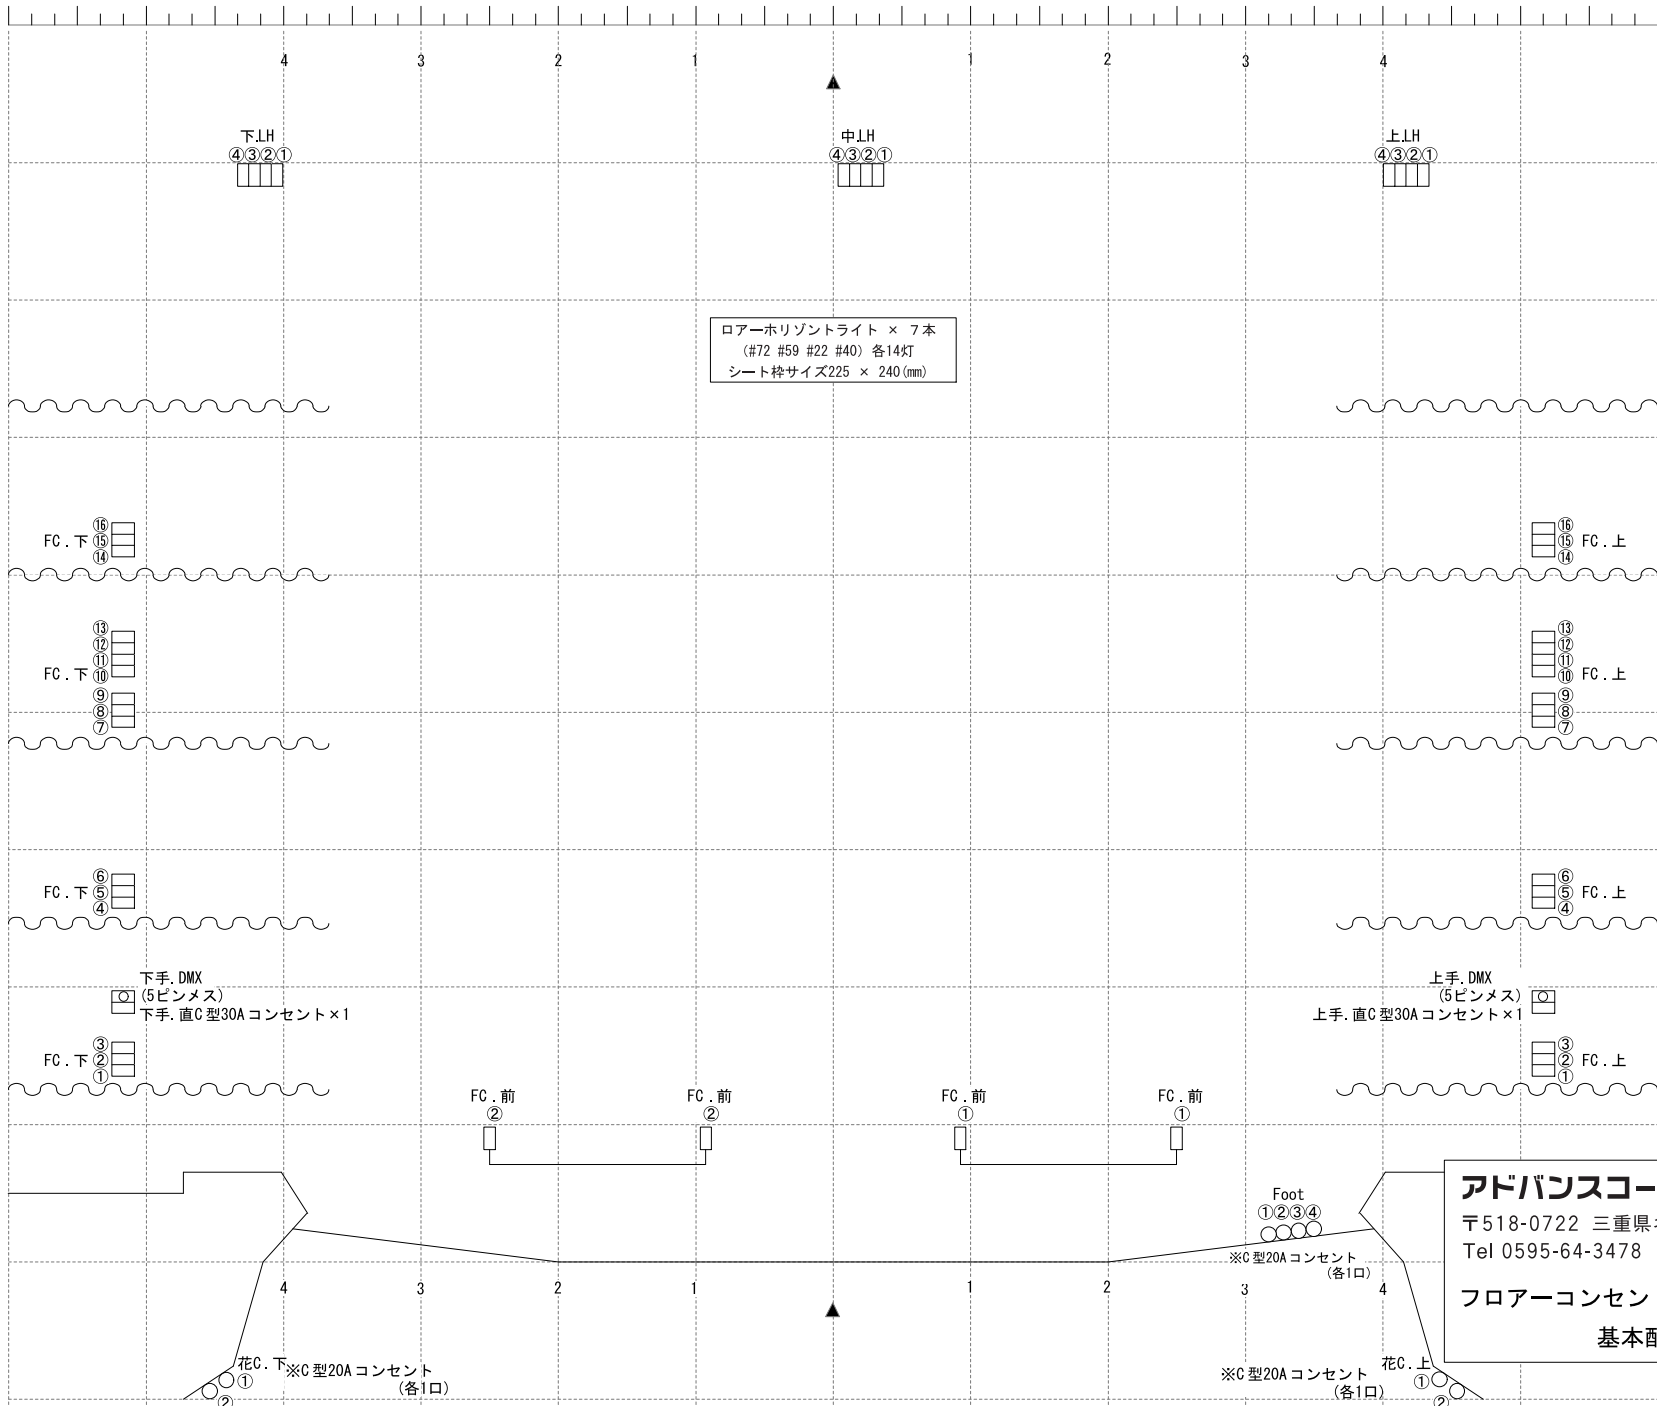 4 3 2 1 1 2 3 4
下.LH 中.LH 上.LH
④③②① ④③②① ④③②①
ロアーホリゾントライト × 7本
(#72 #59 #22 #40) 各14灯
シート枠サイズ225 × 240(㎜)
⑯ ⑯
FC.下 ⑮ ⑮ FC.上
⑭ ⑭
⑬ ⑬
⑫ ⑫
⑪ ⑪
FC.下 ⑩ ⑩ FC.上
⑨ ⑨
⑧ ⑧
⑦ ⑦
⑥ ⑥
FC.下 ⑤ ⑤ FC.上
④ ④
下手.DMX 上手.DMX
(5ピンメス) (5ピンメス)
下手.直C型30Aコンセント×1 上手.直C型30Aコンセント×1
③ ③
FC.下 ② ② FC.上
① ①
FC.前 FC.前 FC.前 FC.前
② ② ① ①
Foot
①②③④
※C型20Aコンセント
(各1口)
4 3 2 1 1 2 3 4
アドバンスコー
〒518-0722 三重県
Tel 0595-64-3478
フロアーコンセン
基本
花C.下 ※C型20Aコンセント
(各1口)
①
②
※C型20Aコンセント 花C.上
(各1口)
①
②